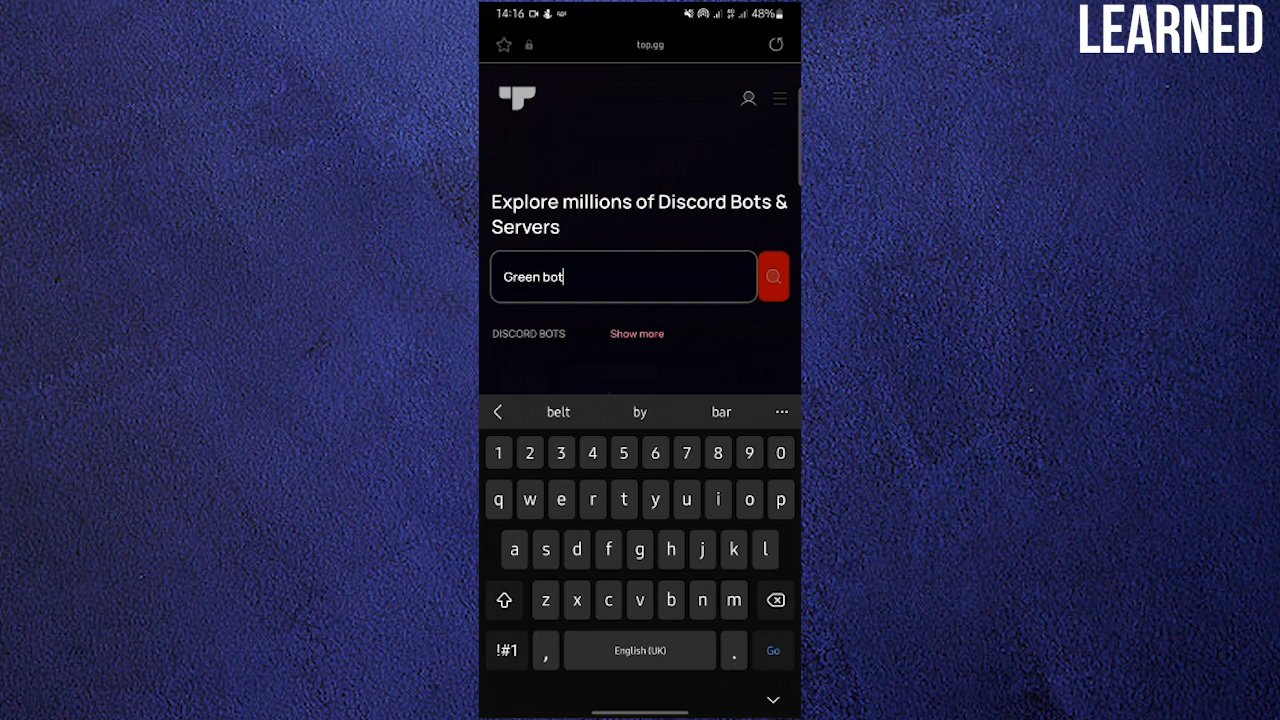 LEARNED
14:16
48%
top.gg
Explore millions of Discord Bots &
Servers
Green bot
DISCORD BOTS Show more
belt by bar ...
1 2 3 4 5 6 7 8 9 0
q w e r t y u i o p
a s d f g h j k l
z x c v b n m
!#1 , English (UK) . Go